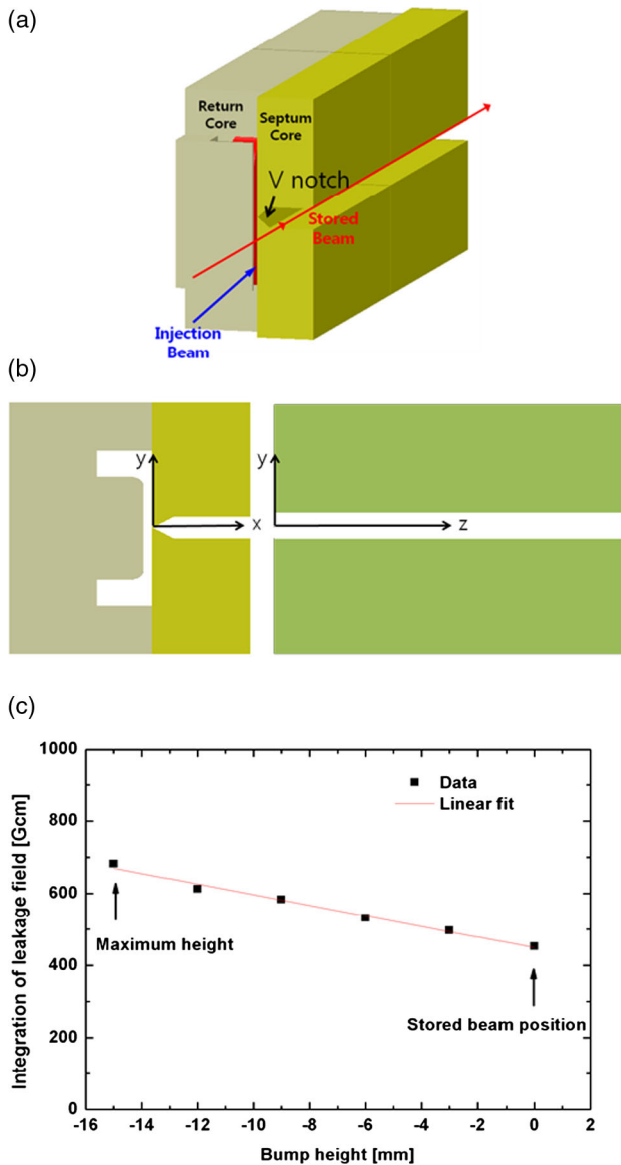 (a)
Return
Core
Septum
Core
V notch
Stored
Beam
Injection
Beam
(b)
y
x
y
z
(c)
1000
800
600
400
200
0
Integration of leakage field [Gcm]
Data
Linear fit
Maximum height
Stored beam position
-16 -14 -12 -10 -8 -6 -4 -2 0 2
Bump height [mm]